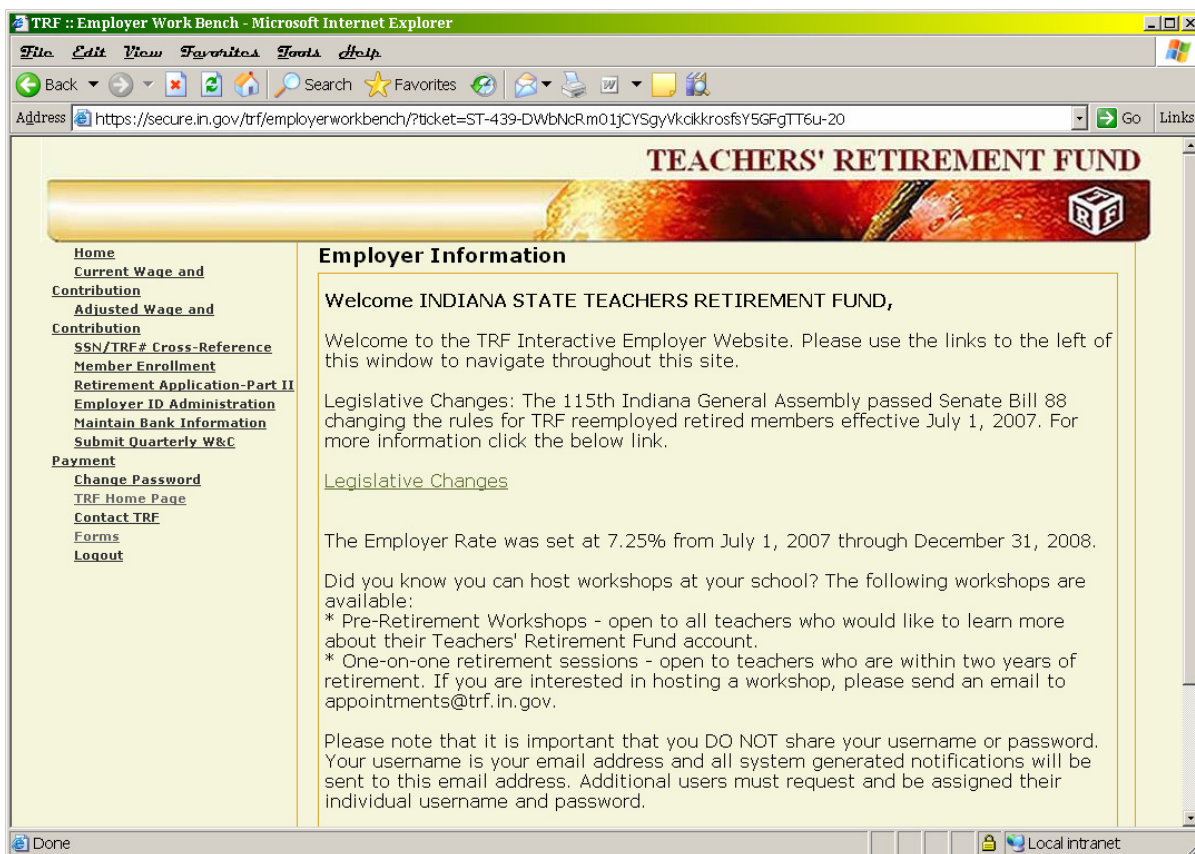 TRF :: Employer Work Bench - Microsoft Internet Explorer
File Edit View Favorites Tools Help
Back Search Favorites
Address https://secure.in.gov/trf/employerworkbench/?ticket=ST-439-DWbNcRm01jCYSgyVkcikkrosfsY5GFgTT6u-20 Go Links
TEACHERS' RETIREMENT FUND
TRF
Home
Current Wage and
Contribution
Adjusted Wage and
Contribution
SSN/TRF# Cross-Reference
Member Enrollment
Retirement Application-Part II
Employer ID Administration
Maintain Bank Information
Submit Quarterly W&C
Payment
Change Password
TRF Home Page
Contact TRF
Forms
Logout
Employer Information
Welcome INDIANA STATE TEACHERS RETIREMENT FUND,
Welcome to the TRF Interactive Employer Website. Please use the links to the left of
this window to navigate throughout this site.
Legislative Changes: The 115th Indiana General Assembly passed Senate Bill 88
changing the rules for TRF reemployed retired members effective July 1, 2007. For
more information click the below link.
Legislative Changes
The Employer Rate was set at 7.25% from July 1, 2007 through December 31, 2008.
Did you know you can host workshops at your school? The following workshops are
available:
* Pre-Retirement Workshops - open to all teachers who would like to learn more
about their Teachers' Retirement Fund account.
* One-on-one retirement sessions - open to teachers who are within two years of
retirement. If you are interested in hosting a workshop, please send an email to
appointments@trf.in.gov.
Please note that it is important that you DO NOT share your username or password.
Your username is your email address and all system generated notifications will be
sent to this email address. Additional users must request and be assigned their
individual username and password.
Done Local intranet